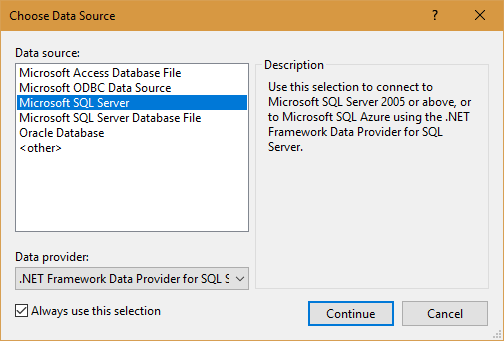 Choose Data Source
?
Data source:
Microsoft Access Database File
Microsoft ODBC Data Source
Microsoft SQL Server
Microsoft SQL Server Database File
Oracle Database
<other>
Description
Use this selection to connect to
Microsoft SQL Server 2005 or above, or
to Microsoft SQL Azure using the .NET
Framework Data Provider for SQL
Server.
Data provider:
.NET Framework Data Provider for SQL S
Always use this selection
Continue
Cancel